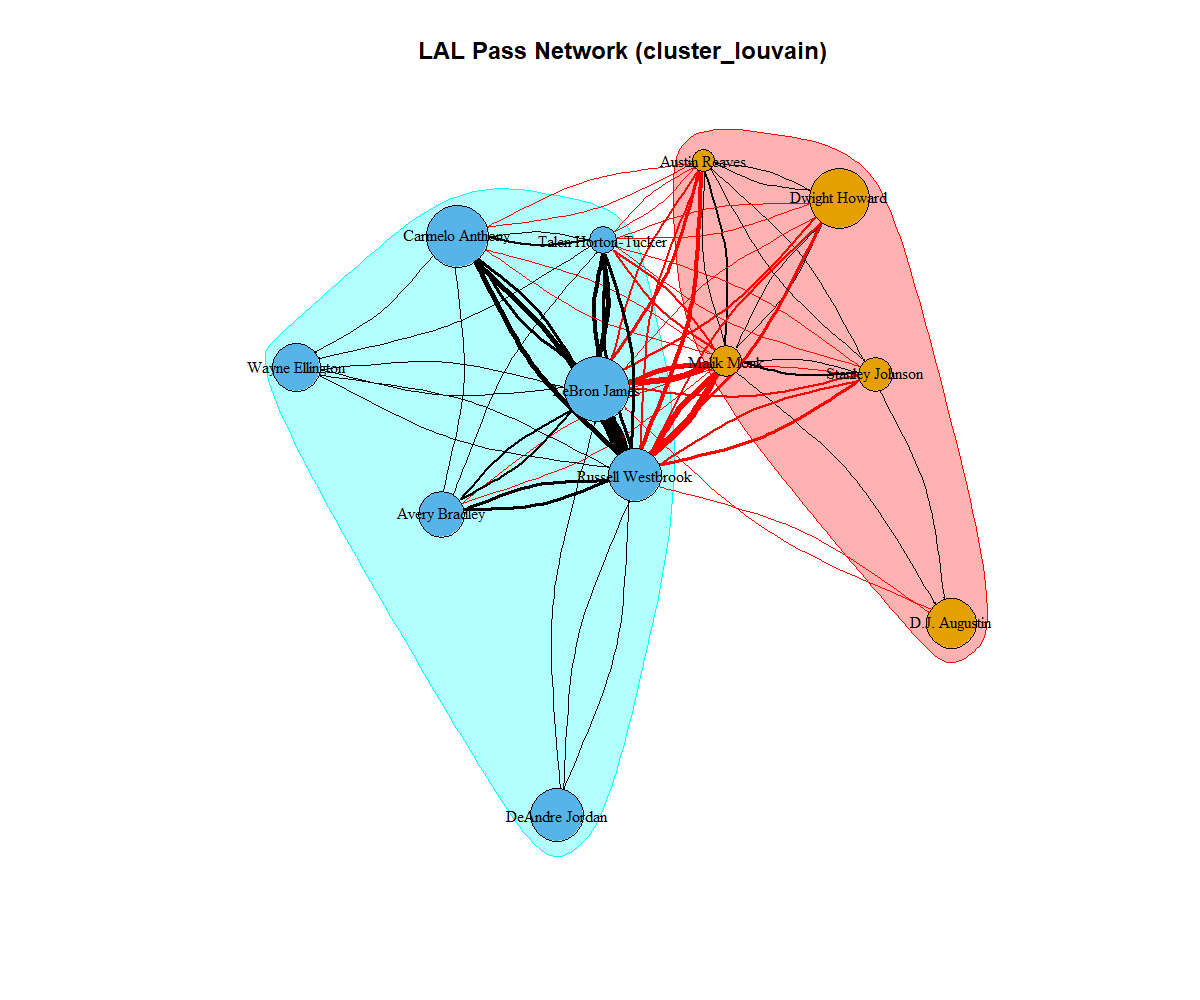 LAL Pass Network (cluster_louvain)
Austin Reaves
Dwight Howard
Carmelo Anthony
Talen Horton-Tucker
Malik Monk
Wayne Ellington
Stanley Johnson
LeBron James
Russell Westbrook
Avery Bradley
D.J. Augustin
DeAndre Jordan